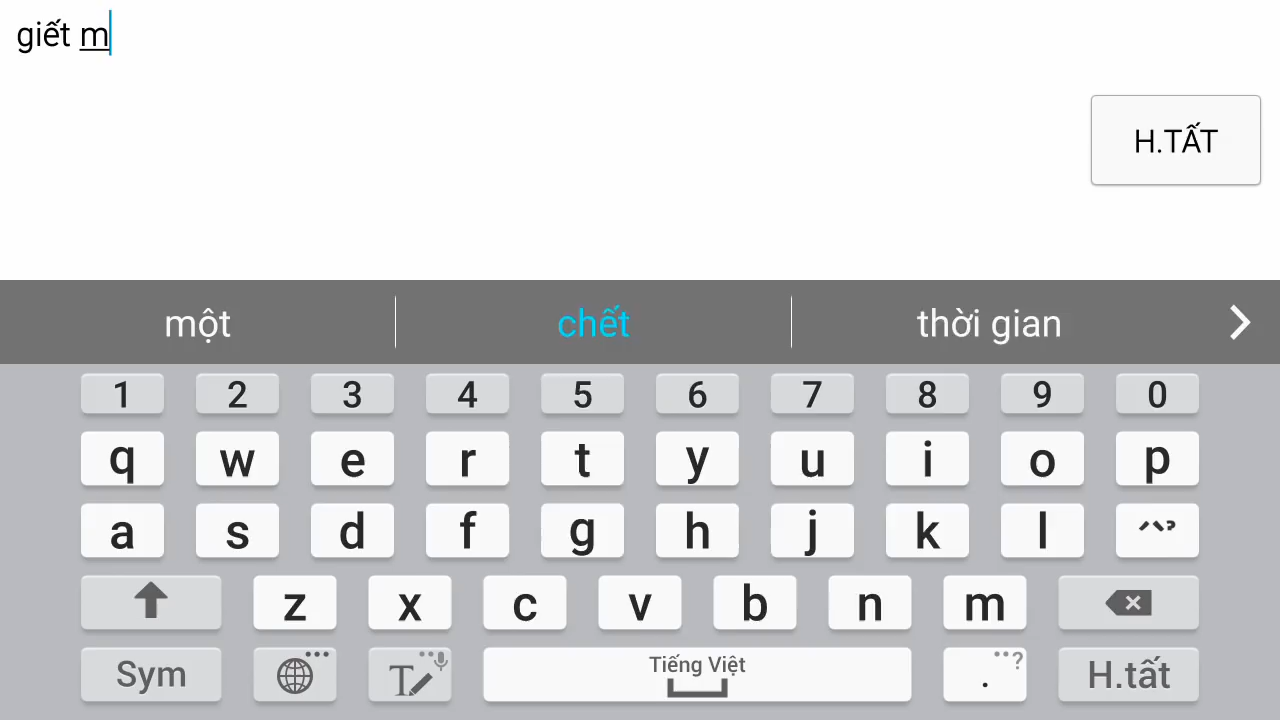 giết m
H.TẤT
một chết thời gian
1 2 3 4 5 6 7 8 9 0
q w e r t y u i o p
a s d f g h j k l
z x c v b n m
Sym T Tiếng Việt . ? H.tất